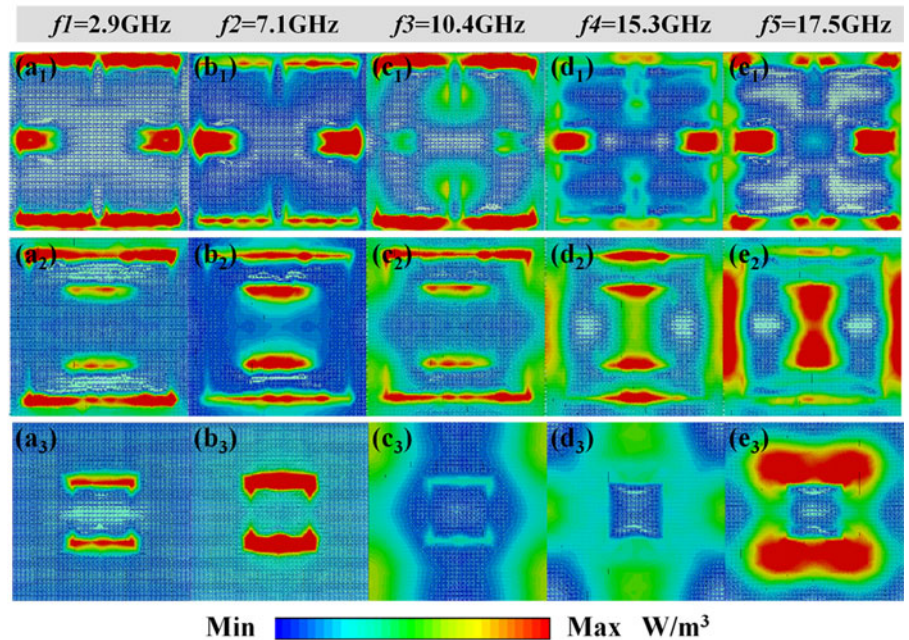 f1=2.9GHz f2=7.1GHz f3=10.4GHz f4=15.3GHz f5=17.5GHz
(a₁) (b₁) (c₁) (d₁) (e₁)
(a₂) (b₂) (c₂) (d₂) (e₂)
(a₃) (b₃) (c₃) (d₃) (e₃)
Min Max W/m³